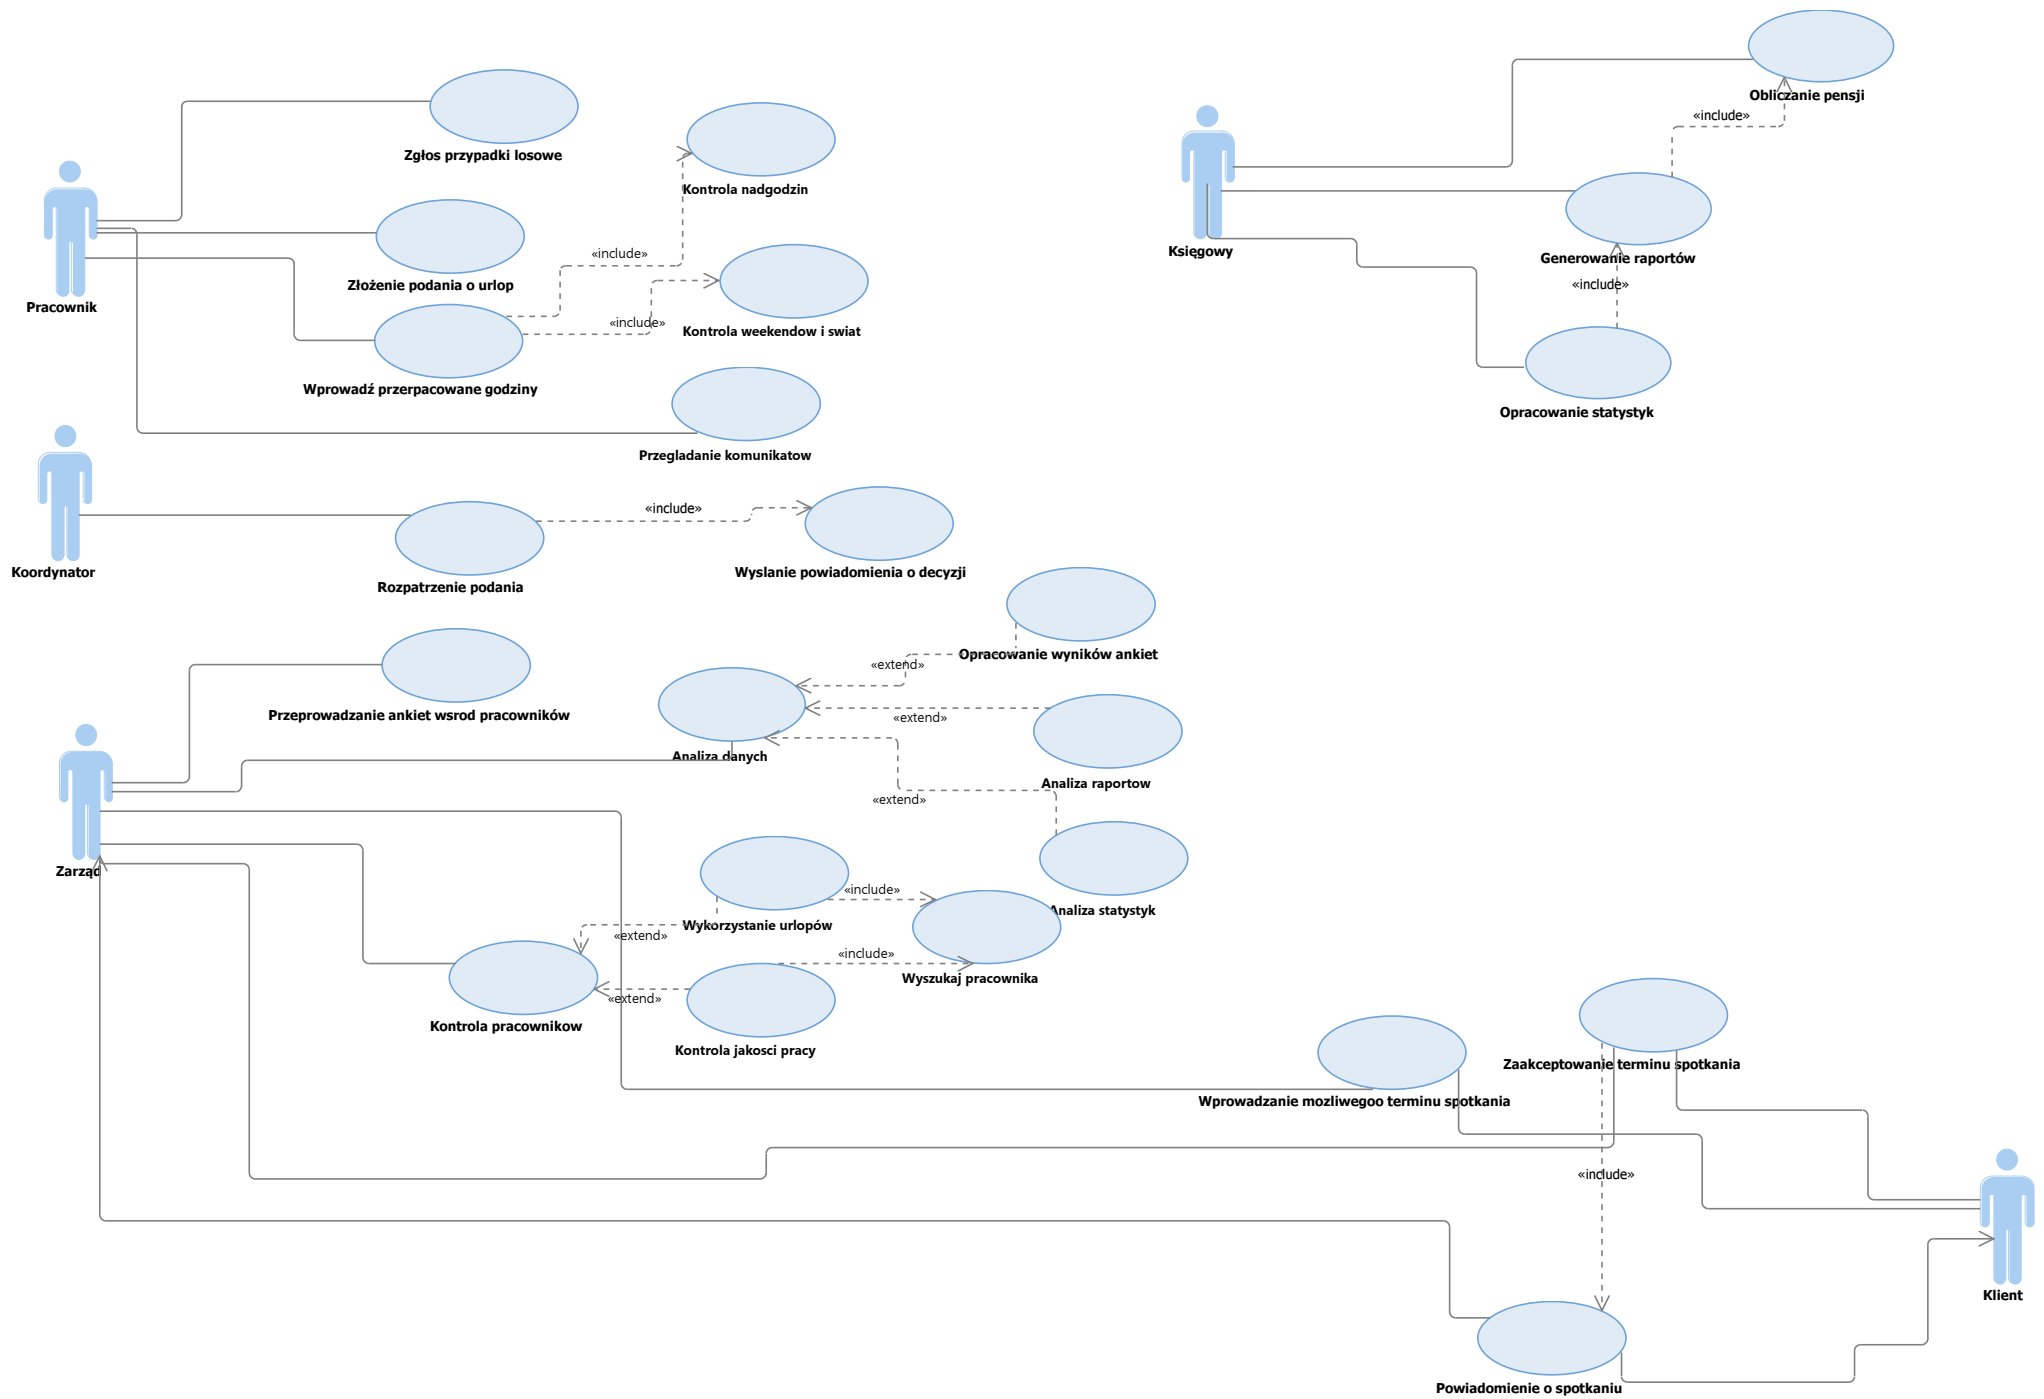 Obliczanie pensji
«include»
Zgłos przypadki losowe
Kontrola nadgodzin
Księgowy
Generowanie raportów
«include»
«include»
Złożenie podania o urlop
Pracownik
«include»
Kontrola weekendow i swiat
Wprowadź przerpacowane godziny
Opracowanie statystyk
Przegladanie komunikatow
«include»
Koordynator
Wyslanie powiadomienia o decyzji
Rozpatrzenie podania
Opracowanie wyników ankiet
«extend»
Przeprowadzanie ankiet wsrod pracowników
«extend»
Analiza danych
Analiza raportow
«extend»
Zarząd
«include»
Analiza statystyk
Wykorzystanie urlopów
«extend»
«include»
Wyszukaj pracownika
«extend»
Kontrola pracownikow
Kontrola jakosci pracy
Zaakceptowanie terminu spotkania
Wprowadzanie mozliwegoo terminu spotkania
«include»
Klient
Powiadomienie o spotkaniu